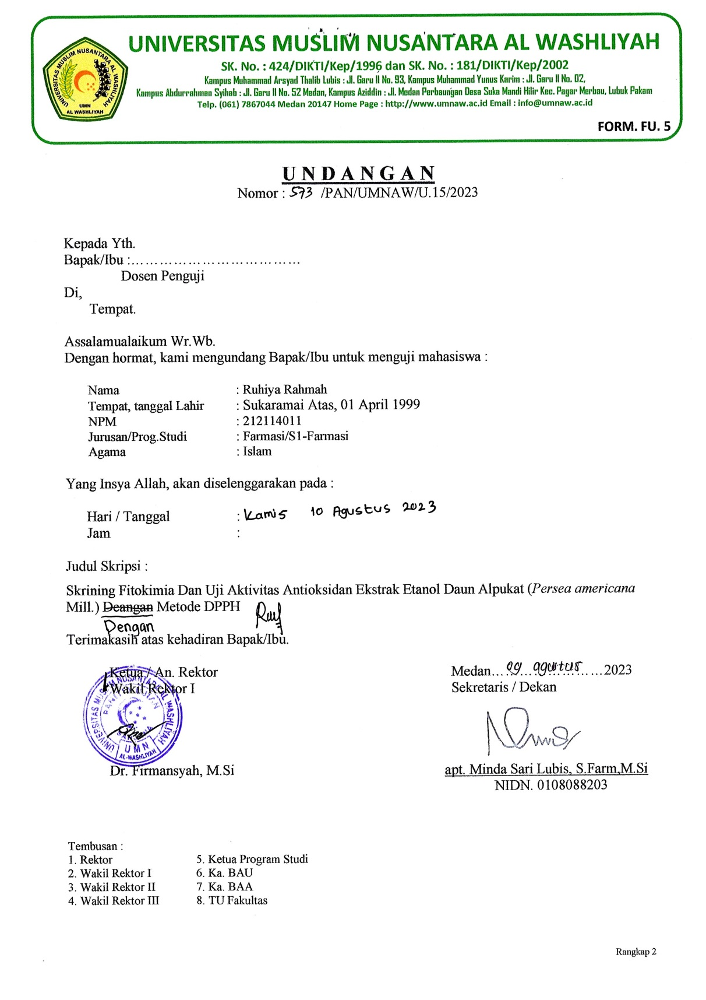 UNIVERSITAS MUSLIM NUSANTARA AL WASHLIYAH
SK. No. : 424/DIKTI/Kep/1996 dan SK. No. : 181/DIKTI/Kep/2002
Kampus Muhammad Arsyad Thalib Lubis : Jl. Garu II No. 93, Kampus Muhammad Yunus Karim : Jl. Garu II No. 02,
Kampus Abdurrahman Syihab : Jl. Garu II No. 52 Medan, Kampus Aziddin : Jl. Medan Perbaungan Desa Suka Mandi Hilir Kec. Pagar Merbau, Lubuk Pakam
Telp. (061) 7867044 Medan 20147 Home Page : http://www.umnaw.ac.id Email : info@umnaw.ac.id
UNIVERSITAS MUSLIM NUSANTARA AL WASHLIYAH
UMN
AL WASHLIYAH
FORM. FU. 5
UNDANGAN
Nomor : 573 /PAN/UMNAW/U.15/2023
Kepada Yth.
Bapak/Ibu :……………………………
Dosen Penguji
Di,
Tempat.
Assalamualaikum Wr.Wb.
Dengan hormat, kami mengundang Bapak/Ibu untuk menguji mahasiswa :
Nama : Ruhiya Rahmah
Tempat, tanggal Lahir : Sukaramai Atas, 01 April 1999
NPM : 212114011
Jurusan/Prog.Studi : Farmasi/S1-Farmasi
Agama : Islam
Yang Insya Allah, akan diselenggarakan pada :
Hari / Tanggal : Kamis 10 Agustus 2023
Jam :
Judul Skripsi :
Skrining Fitokimia Dan Uji Aktivitas Antioksidan Ekstrak Etanol Daun Alpukat (Persea americana
Mill.) Deangan Metode DPPH
Dengan
Terimakasih atas kehadiran Bapak/Ibu.
Ketua / An. Rektor
Wakil Rektor I
Medan... 09 agustus ......2023
Sekretaris / Dekan
UNIVERSITAS MUSLIM NUSANTARA AL WASHLIYAH
UMN
AL-WASHLIYAH
Dr. Firmansyah, M.Si
apt. Minda Sari Lubis, S.Farm,M.Si
NIDN. 0108088203
Tembusan :
1. Rektor 5. Ketua Program Studi
2. Wakil Rektor I 6. Ka. BAU
3. Wakil Rektor II 7. Ka. BAA
4. Wakil Rektor III 8. TU Fakultas
Rangkap 2